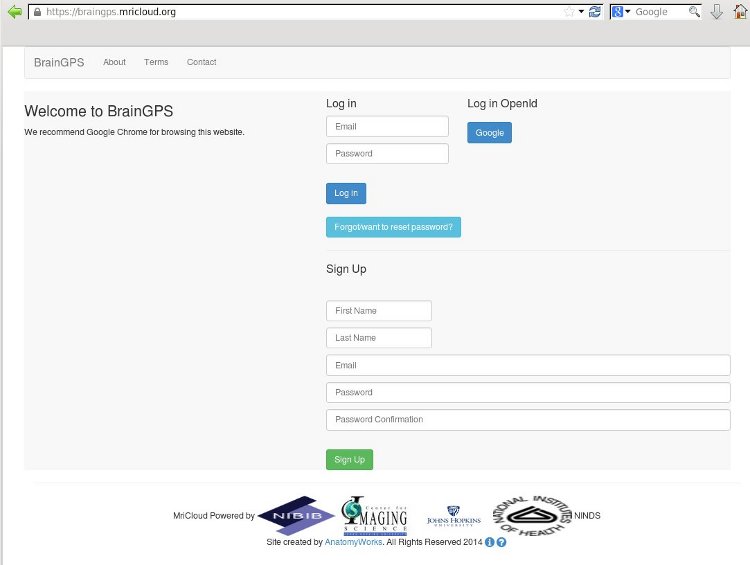 https://braingps.mricloud.org
Google
BrainGPS About Terms Contact
Welcome to BrainGPS
We recommend Google Chrome for browsing this website.
Log in
Email
Password
Log in
Forgot/want to reset password?
Log in OpenId
Google
Sign Up
First Name
Last Name
Email
Password
Password Confirmation
Sign Up
MriCloud Powered by NIBIB Center for IMAGING SCIENCE JOHNS HOPKINS UNIVERSITY NATIONAL INSTITUTES OF HEALTH NINDS
Site created by AnatomyWorks. All Rights Reserved 2014